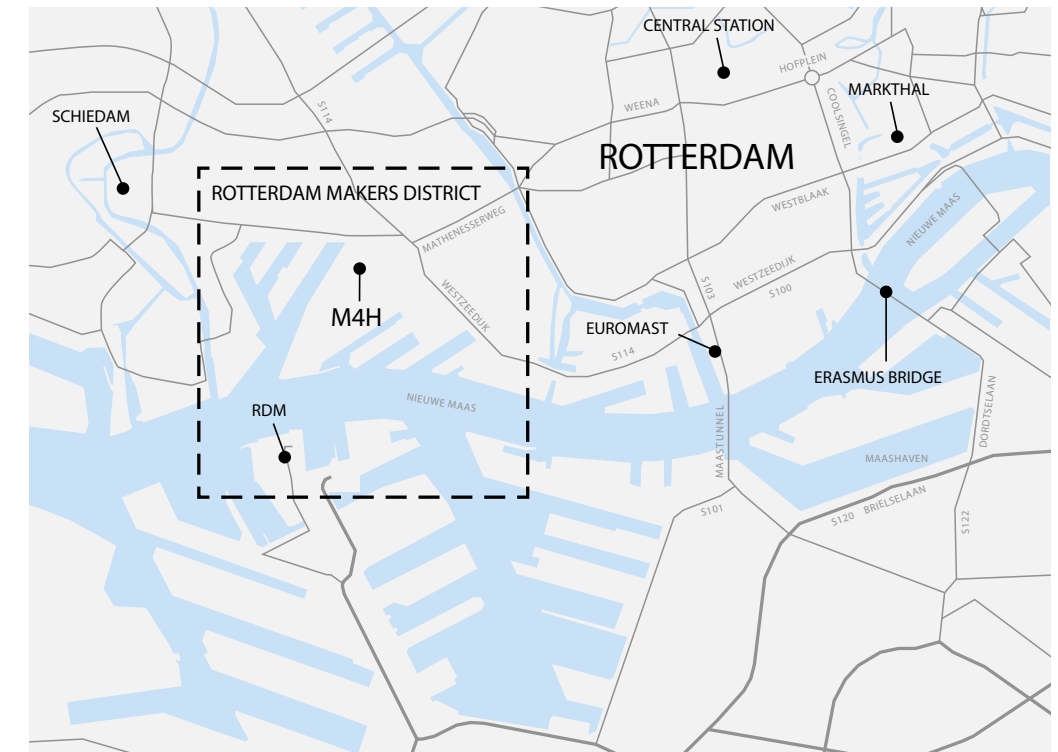 CENTRAL STATION
HOFPLEIN
MARKTHAL
WEENA
COOLSINGEL
S114
SCHIEDAM
ROTTERDAM
ROTTERDAM MAKERS DISTRICT
MATHENESSERWEG
WESTBLAAK
NIEUWE MAAS
M4H
WESTZEEDIJK
S103
WESTZEEDIJK
S100
EUROMAST
S114
ERASMUS BRIDGE
NIEUWE MAAS
RDM
DORDTSELAAN
MAASTUNNEL
MAASHAVEN
S101
S120
BRIELSELAAN
S122